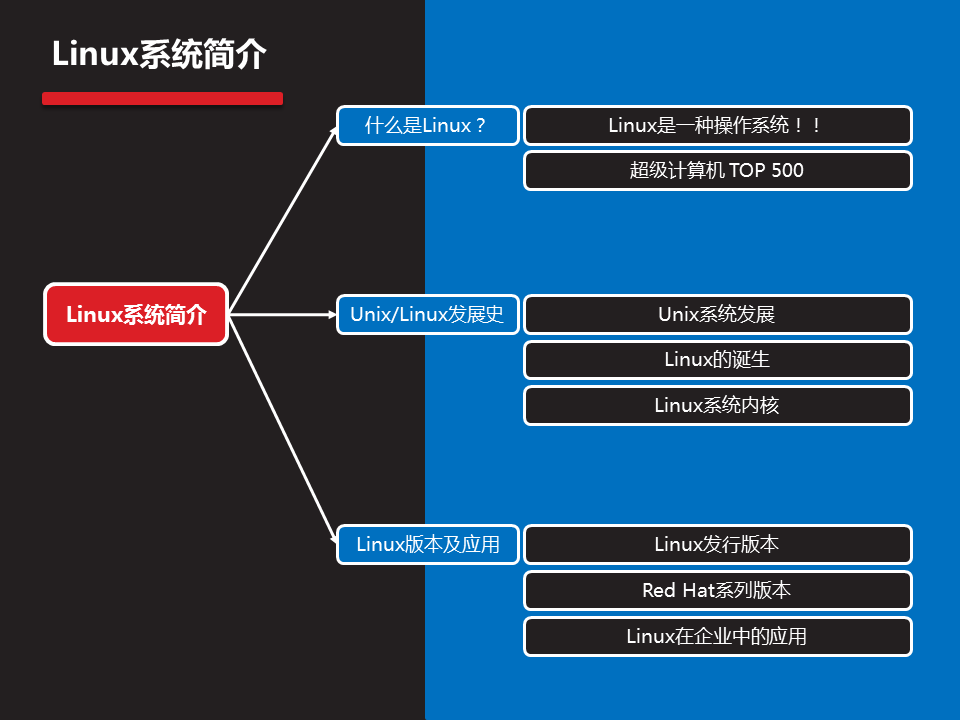 Linux系统简介
什么是Linux？
Linux是一种操作系统！！
超级计算机 TOP 500
Linux系统简介
Unix/Linux发展史
Unix系统发展
Linux的诞生
Linux系统内核
Linux版本及应用
Linux发行版本
Red Hat系列版本
Linux在企业中的应用